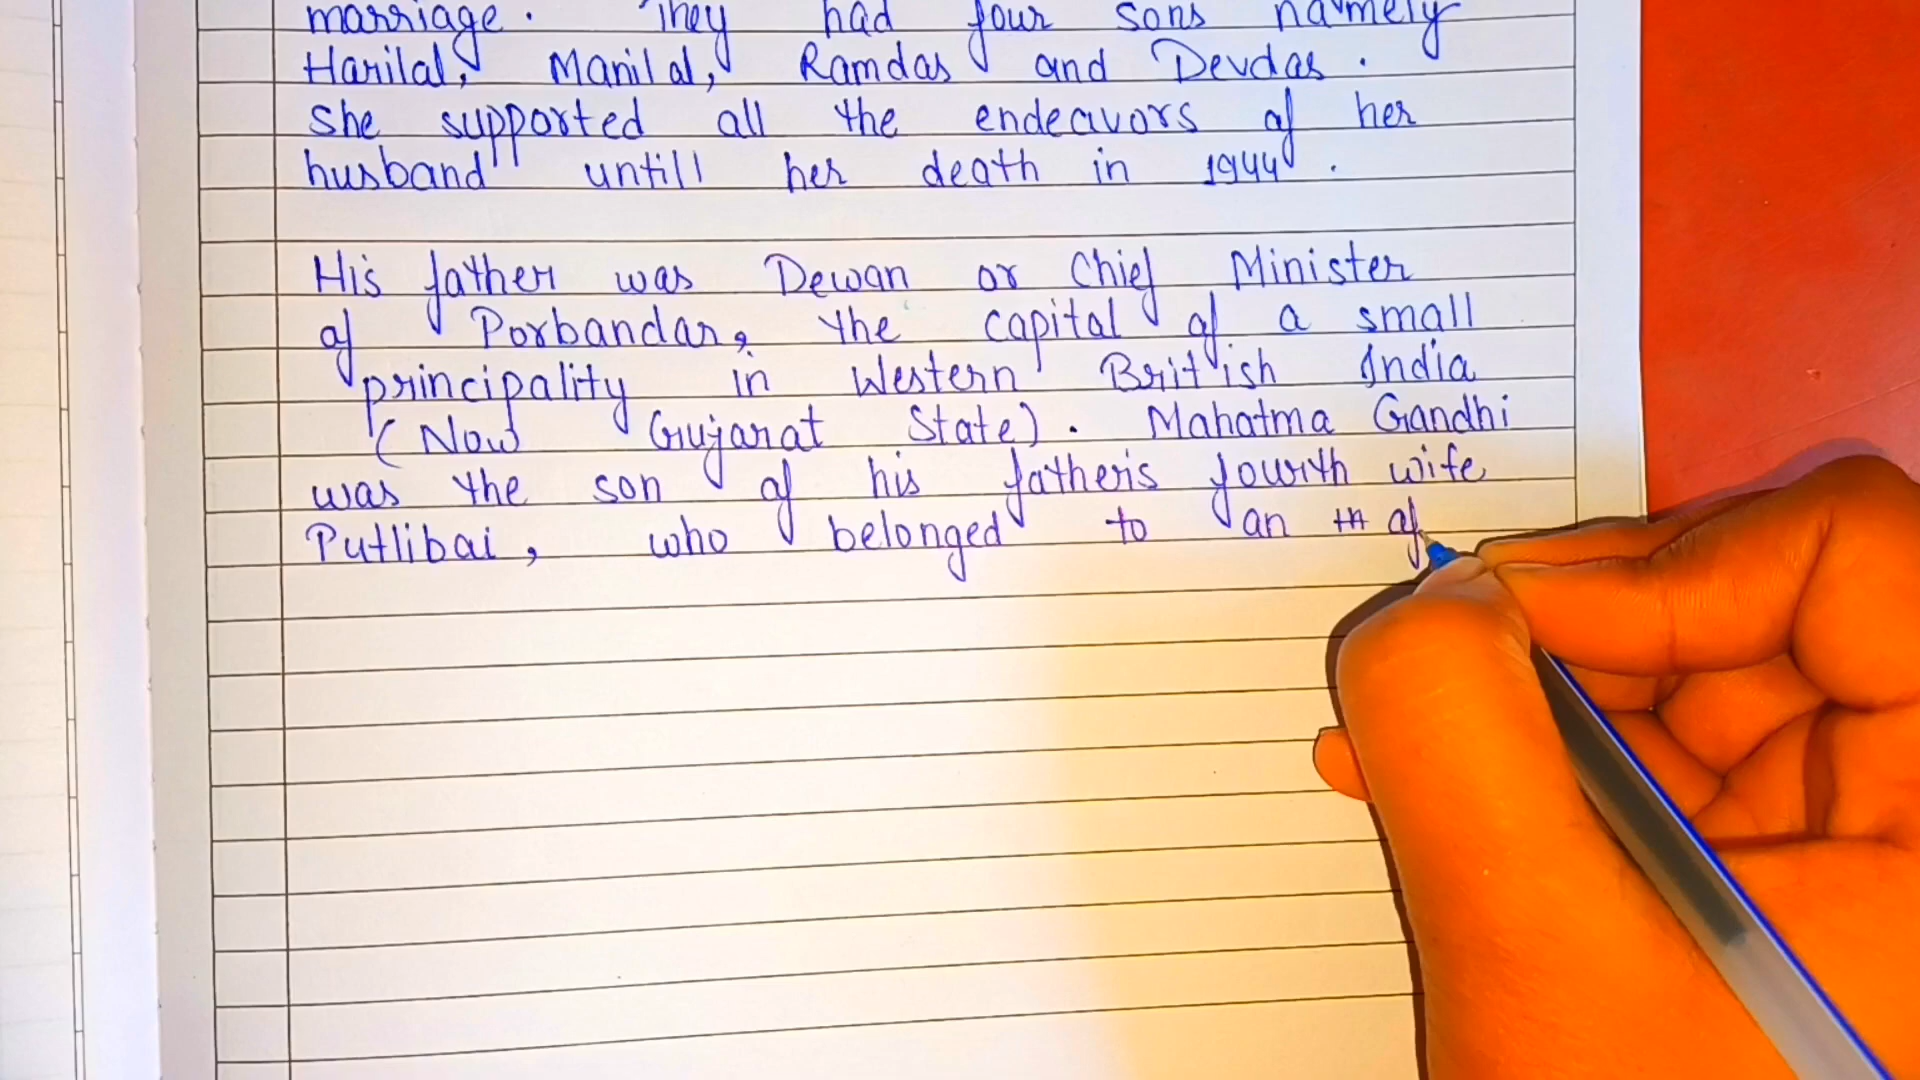 marriage. They had four sons namely
Harilal, Manilal, Ramdas and Devdas.
She supported all the endeavors of her
husband untill her death in 1944.
His father was Dewan or Chief Minister
of Porbandar, the capital of a small
principality in Western British India
(Now Gujarat State). Mahatma Gandhi
was the son of his father's fourth wife
Putlibai, who belonged to an af